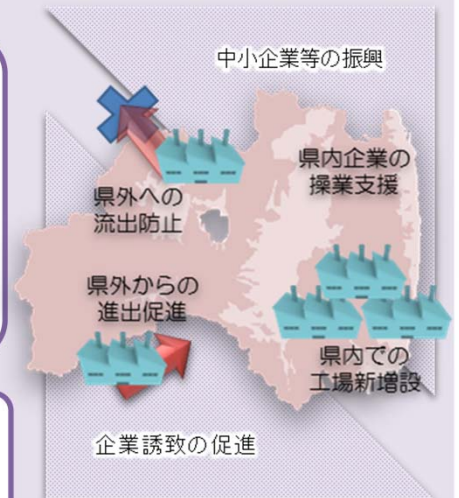 中小企業等の振興
県内企業の
操業支援
県外への
流出防止
県外からの
進出促進
県内での
工場新増設
企業誘致の促進